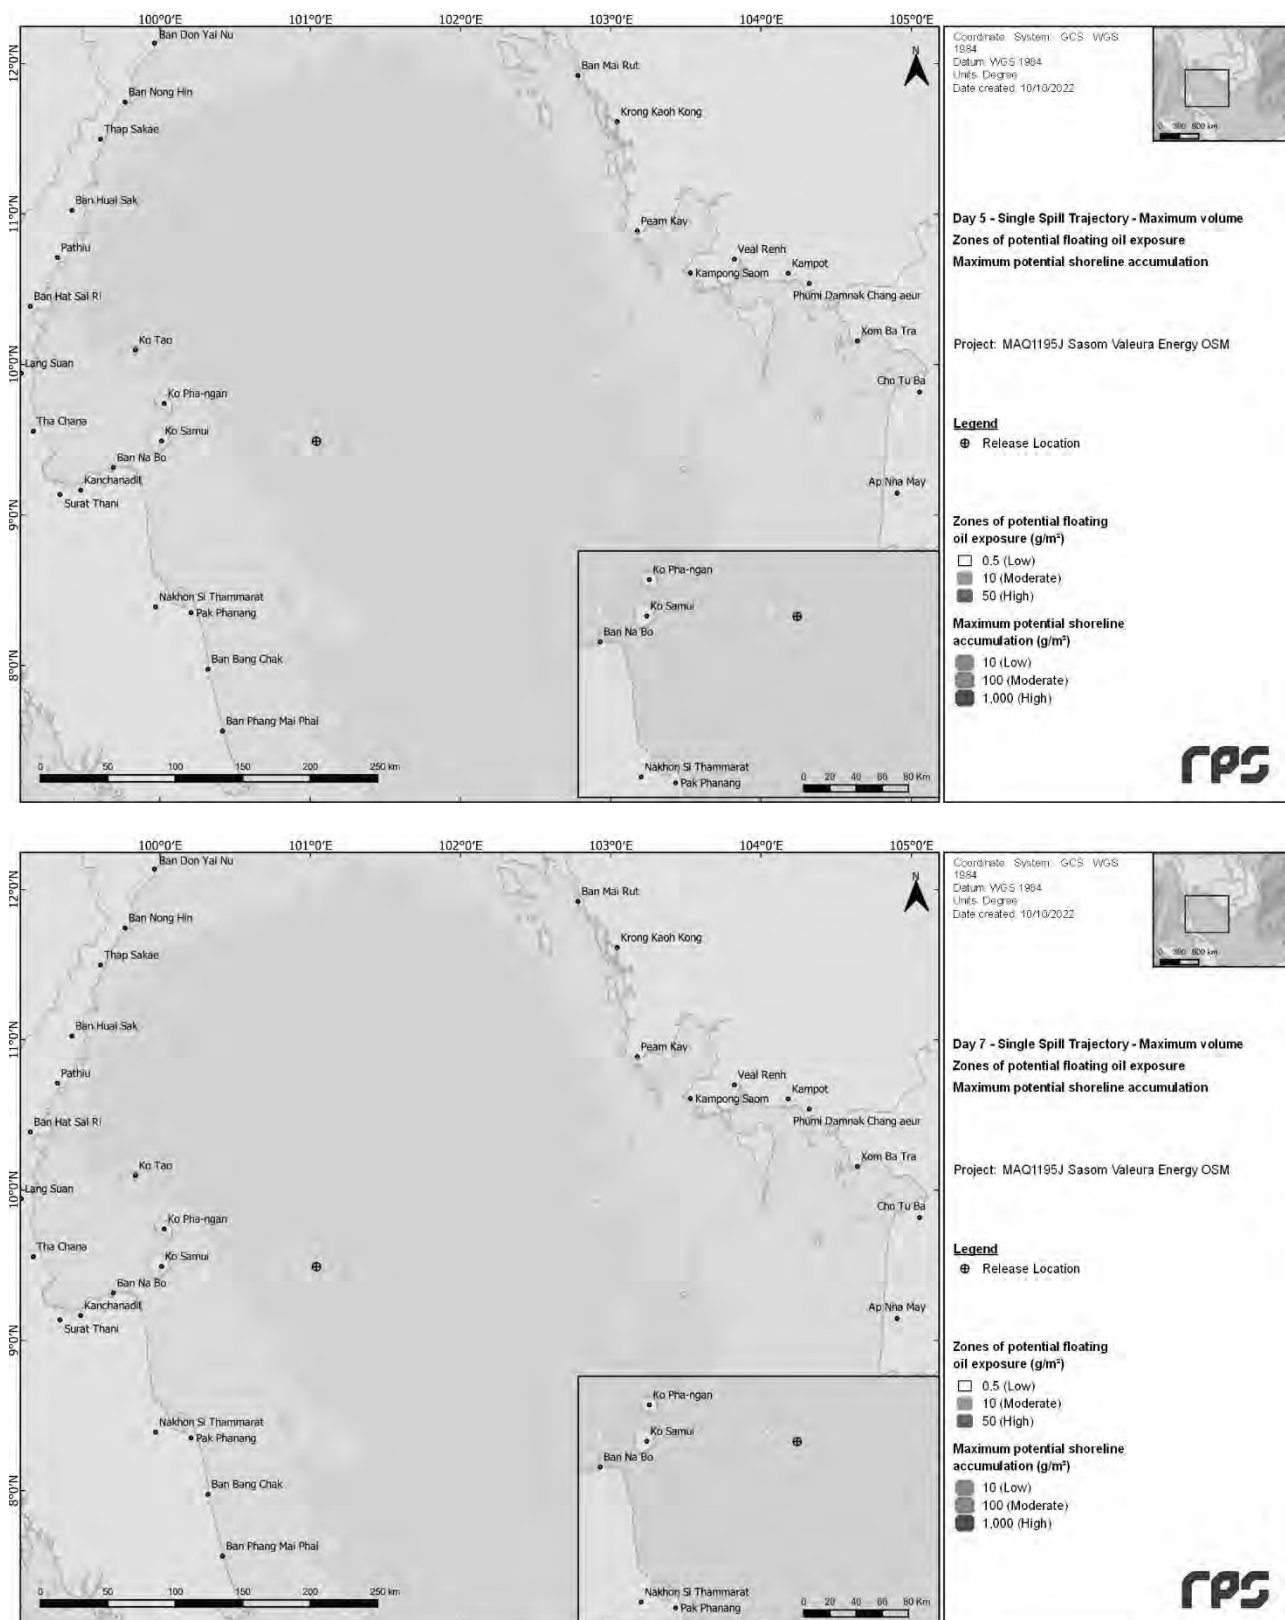 100°0'E 101°0'E 102°0'E 103°0'E 104°0'E 105°0'E
12°0'N
11°0'N
10°0'N
9°0'N
8°0'N
Ban Don Yai Nu
Ban Mai Rut
N
Ban Nong Hin
Krong Kaoh Kong
Thap Sakae
Ban Huai Sak
Peam Kay
Pathiu
Veal Renh
Kampot
Kampong Saom
Phumi Damnak Chang aeur
Ban Hat Sai Ri
Ko Tao
Xom Ba Tra
Lang Suan
Cho Tu Ba
Ko Pha-ngan
Tha Chana
Ko Samui
Ban Na Bo
Kanchanadit
Surat Thani
Ap Nha May
Nakhon Si Thammarat
Pak Phanang
Ban Bang Chak
Ban Phang Mai Phai
0 50 100 150 200 250 km
Ko Pha-ngan
Ko Samui
Ban Na Bo
Nakhon Si Thammarat
Pak Phanang
0 20 40 60 80 Km
Coordinate System: GCS WGS
1984
Datum: WGS 1984
Units: Degree
Date created: 10/10/2022
Day 5 - Single Spill Trajectory - Maximum volume
Zones of potential floating oil exposure
Maximum potential shoreline accumulation
Project: MAQ1195J Sasom Valeura Energy OSM
Legend
Release Location
Zones of potential floating
oil exposure (g/m²)
0.5 (Low)
10 (Moderate)
50 (High)
Maximum potential shoreline
accumulation (g/m²)
10 (Low)
100 (Moderate)
1,000 (High)
rps
100°0'E 101°0'E 102°0'E 103°0'E 104°0'E 105°0'E
12°0'N
11°0'N
10°0'N
9°0'N
8°0'N
Ban Don Yai Nu
Ban Mai Rut
N
Ban Nong Hin
Krong Kaoh Kong
Thap Sakae
Ban Huai Sak
Peam Kay
Pathiu
Veal Renh
Kampot
Kampong Saom
Phumi Damnak Chang aeur
Ban Hat Sai Ri
Ko Tao
Xom Ba Tra
Lang Suan
Cho Tu Ba
Ko Pha-ngan
Tha Chana
Ko Samui
Ban Na Bo
Kanchanadit
Surat Thani
Ap Nha May
Nakhon Si Thammarat
Pak Phanang
Ban Bang Chak
Ban Phang Mai Phai
0 50 100 150 200 250 km
Ko Pha-ngan
Ko Samui
Ban Na Bo
Nakhon Si Thammarat
Pak Phanang
0 20 40 60 80 Km
Coordinate System: GCS WGS
1984
Datum: WGS 1984
Units: Degree
Date created: 10/10/2022
Day 7 - Single Spill Trajectory - Maximum volume
Zones of potential floating oil exposure
Maximum potential shoreline accumulation
Project: MAQ1195J Sasom Valeura Energy OSM
Legend
Release Location
Zones of potential floating
oil exposure (g/m²)
0.5 (Low)
10 (Moderate)
50 (High)
Maximum potential shoreline
accumulation (g/m²)
10 (Low)
100 (Moderate)
1,000 (High)
rps